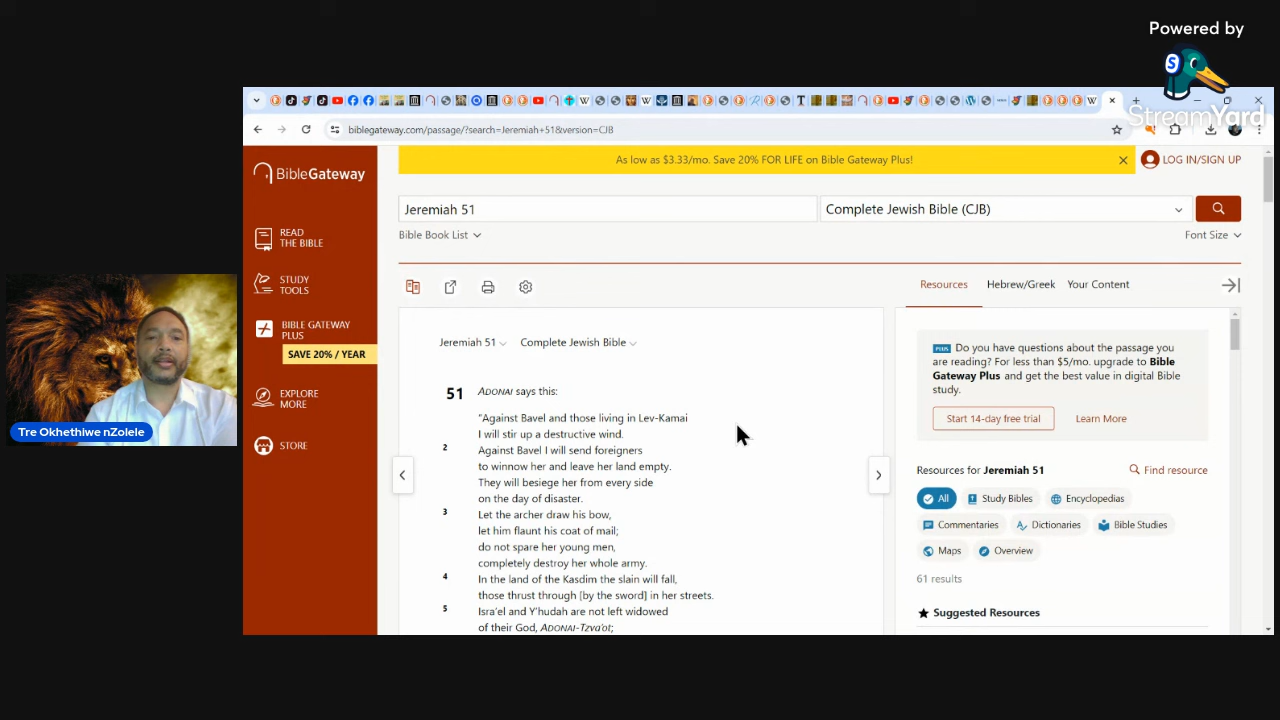 Powered by
StreamYard
biblegateway.com/passage/?search=Jeremiah+51&version=CJB
BibleGateway
As low as $3.33/mo. Save 20% FOR LIFE on Bible Gateway Plus!
LOG IN/SIGN UP
Jeremiah 51
Complete Jewish Bible (CJB)
Bible Book List
Font Size
READ
THE BIBLE
STUDY
TOOLS
BIBLE GATEWAY
PLUS
SAVE 20% / YEAR
EXPLORE
MORE
STORE
Resources
Hebrew/Greek
Your Content
Jeremiah 51
Complete Jewish Bible
51 ADONAI says this:
"Against Bavel and those living in Lev-Kamai
I will stir up a destructive wind.
2 Against Bavel I will send foreigners
to winnow her and leave her land empty.
They will besiege her from every side
on the day of disaster.
3 Let the archer draw his bow,
let him flaunt his coat of mail;
do not spare her young men,
completely destroy her whole army.
4 In the land of the Kasdim the slain will fall,
those thrust through [by the sword] in her streets.
5 Isra'el and Y'hudah are not left widowed
of their God, ADONAI-Tzva'ot;
PLUS Do you have questions about the passage you
are reading? For less than $5/mo. upgrade to Bible
Gateway Plus and get the best value in digital Bible
study.
Start 14-day free trial
Learn More
Resources for Jeremiah 51
Find resource
All
Study Bibles
Encyclopedias
Commentaries
Dictionaries
Bible Studies
Maps
Overview
61 results
Suggested Resources
Tre Okhethiwe nZolele